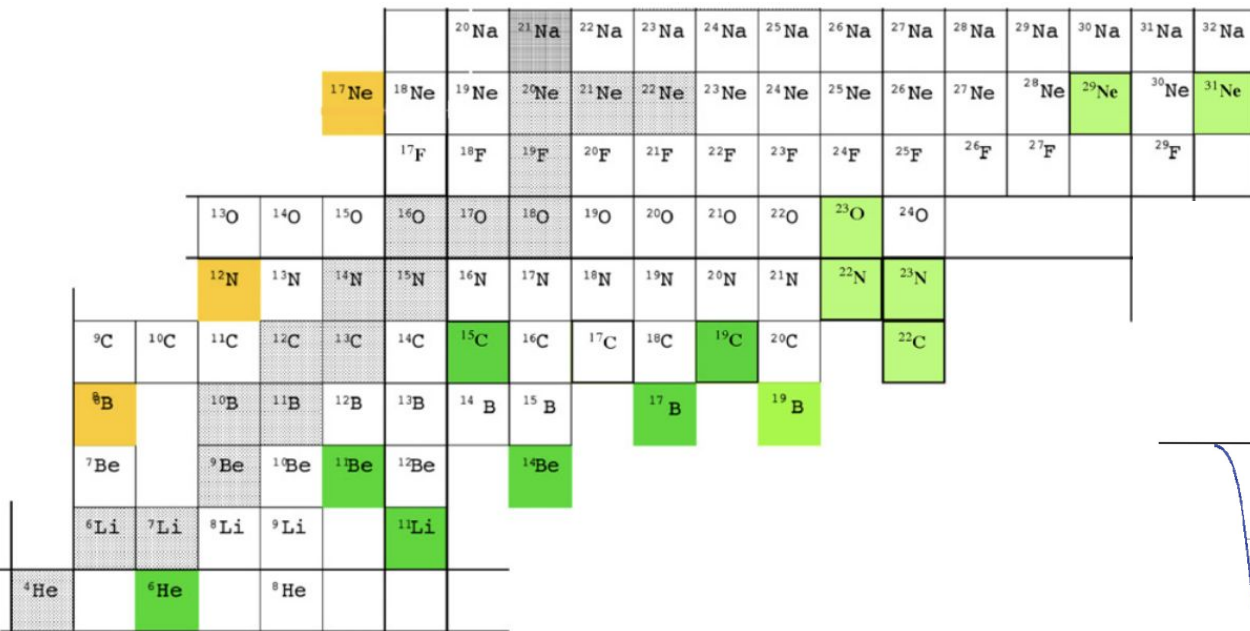 ²⁰Na ²¹Na ²²Na ²³Na ²⁴Na ²⁵Na ²⁶Na ²⁷Na ²⁸Na ²⁹Na ³⁰Na ³¹Na ³²Na
¹⁷Ne ¹⁸Ne ¹⁹Ne ²⁰Ne ²¹Ne ²²Ne ²³Ne ²⁴Ne ²⁵Ne ²⁶Ne ²⁷Ne ²⁸Ne ²⁹Ne ³⁰Ne ³¹Ne
¹⁷F ¹⁸F ¹⁹F ²⁰F ²¹F ²²F ²³F ²⁴F ²⁵F ²⁶F ²⁷F ²⁹F
¹³O ¹⁴O ¹⁵O ¹⁶O ¹⁷O ¹⁸O ¹⁹O ²⁰O ²¹O ²²O ²³O ²⁴O
¹²N ¹³N ¹⁴N ¹⁵N ¹⁶N ¹⁷N ¹⁸N ¹⁹N ²⁰N ²¹N ²²N ²³N
⁹C ¹⁰C ¹¹C ¹²C ¹³C ¹⁴C ¹⁵C ¹⁶C ¹⁷C ¹⁸C ¹⁹C ²⁰C ²²C
⁸B ¹⁰B ¹¹B ¹²B ¹³B ¹⁴B ¹⁵B ¹⁷B ¹⁹B
⁷Be ⁹Be ¹⁰Be ¹¹Be ¹²Be ¹⁴Be
⁶Li ⁷Li ⁸Li ⁹Li ¹¹Li
⁴He ⁶He ⁸He